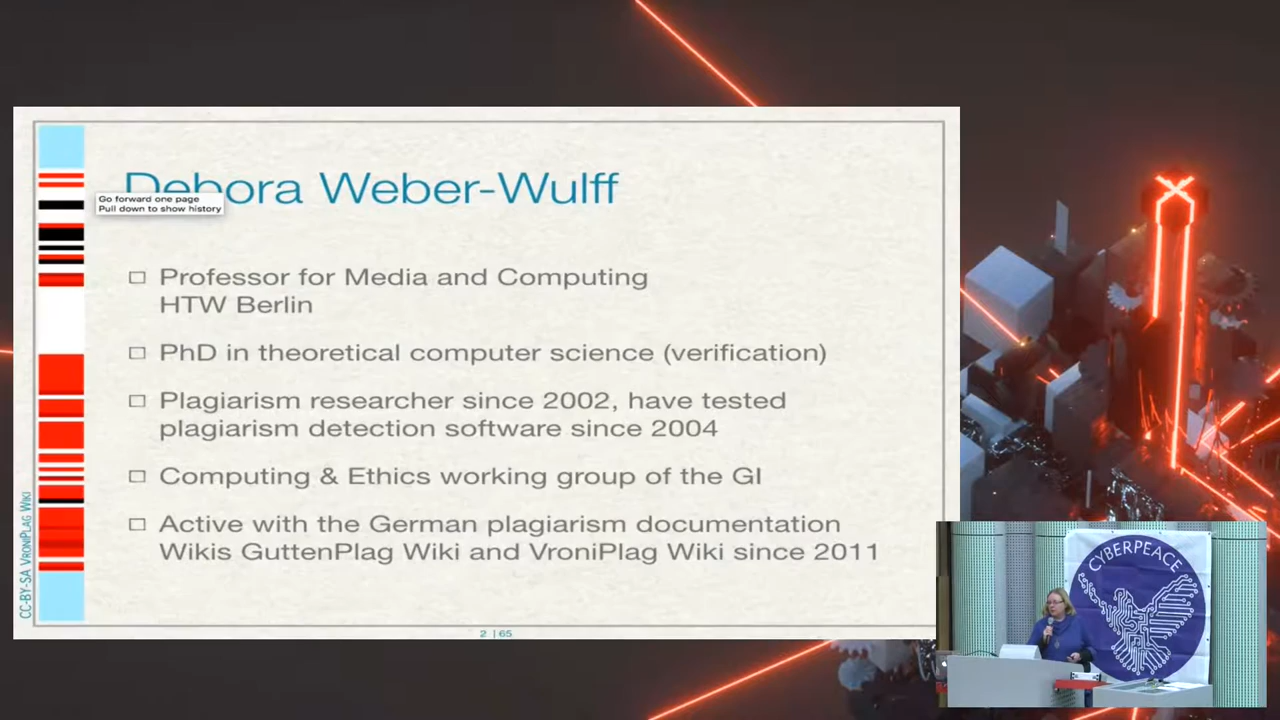 Debora Weber-Wulff
Go forward one page
Pull down to show history
□ Professor for Media and Computing
HTW Berlin
□ PhD in theoretical computer science (verification)
□ Plagiarism researcher since 2002, have tested
plagiarism detection software since 2004
□ Computing & Ethics working group of the GI
□ Active with the German plagiarism documentation
Wikis GuttenPlag Wiki and VroniPlag Wiki since 2011
CC-BY-SA VRONIPLAG WIKI
2 | 65
CYBERPEACE